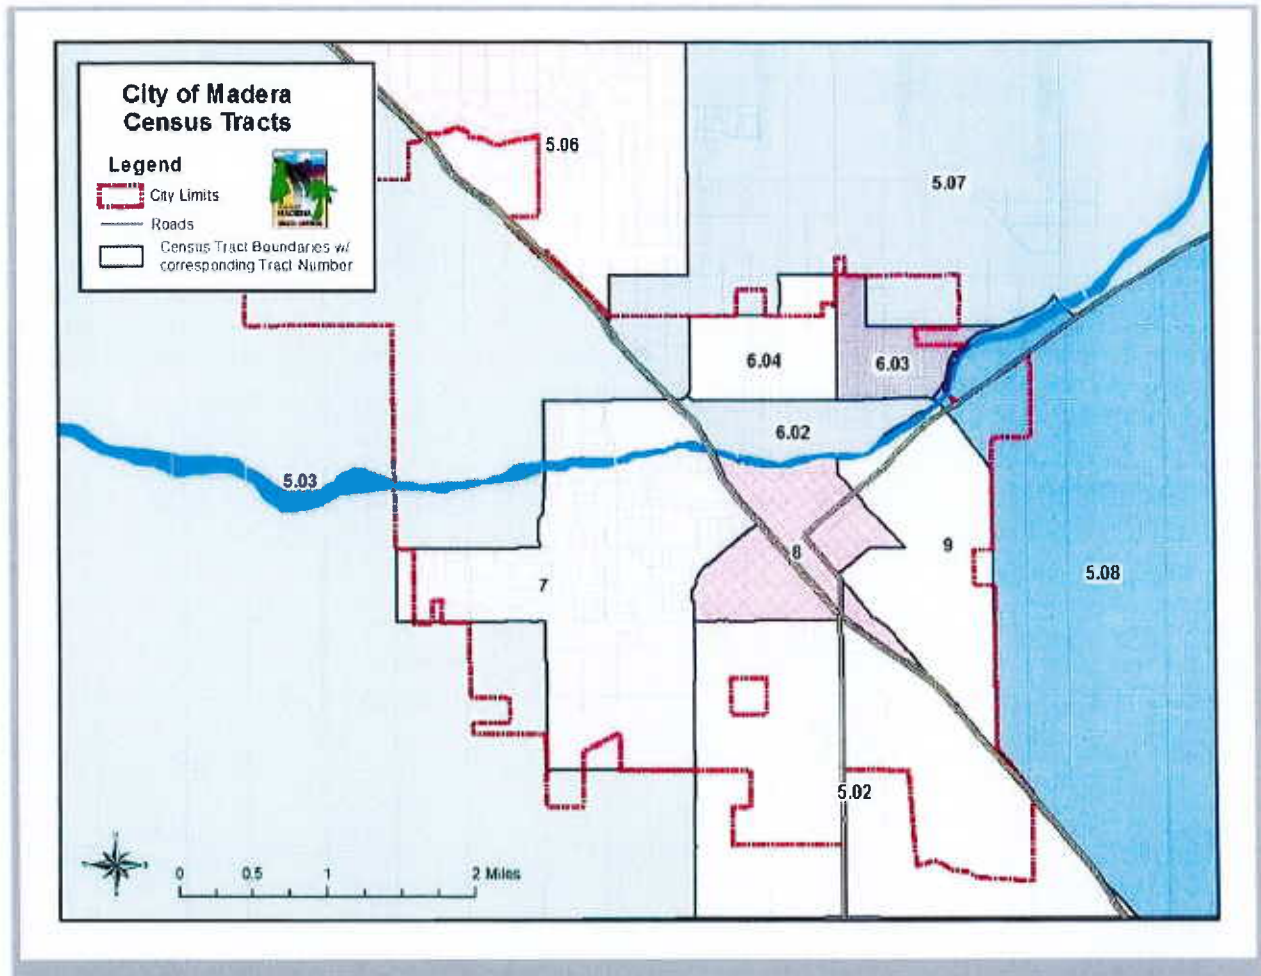 City of Madera
Census Tracts
Legend
City Limits
Roads
Census Tract Boundaries w/
corresponding Tract Number
MADERA
5.06
5.07
6.04
6.03
6.02
5.03
8
9
7
5.08
5.02
0 0.5 1 2 Miles